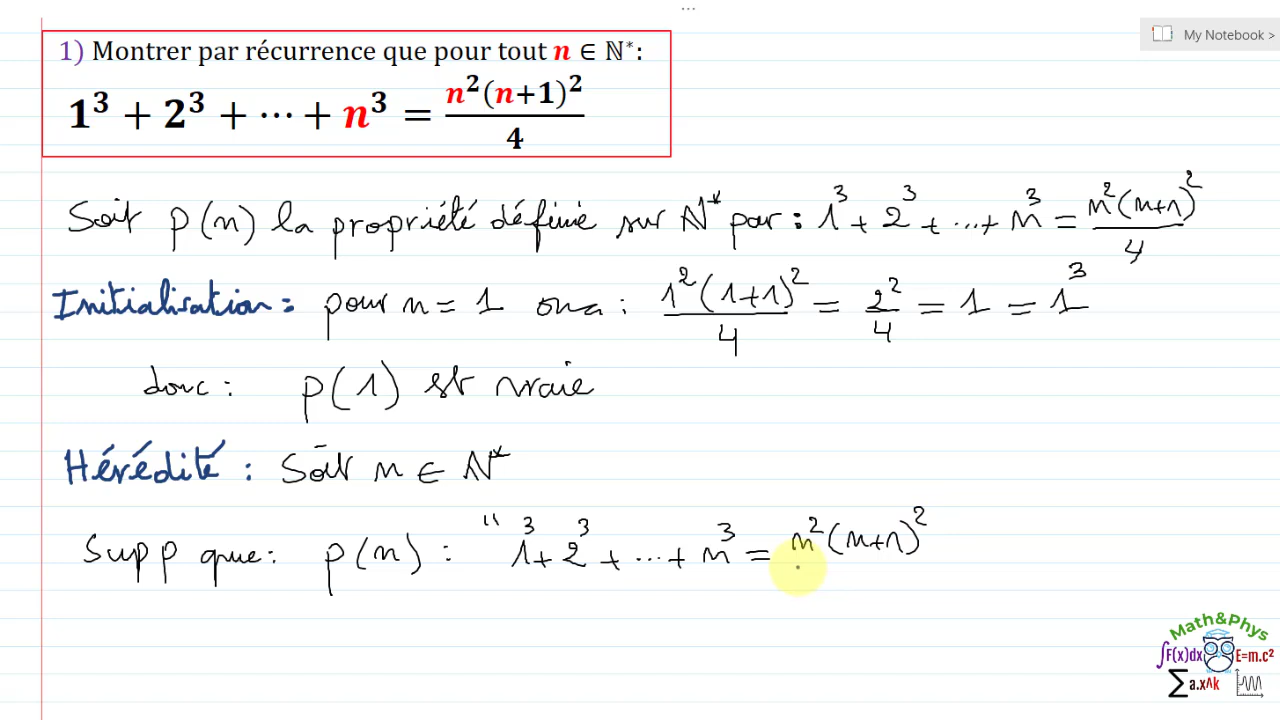 ...
My Notebook >
1) Montrer par récurrence que pour tout n ∈ ℕ*:
1³ + 2³ + ⋯ + n³ = n²(n+1)²/4
Soit p(n) la propriété définie sur ℕ* par : 1³ + 2³ + ... + n³ = n²(n+1)²/4
Initialisation : pour n = 1 ona : 1²(1+1)²/4 = 2²/4 = 1 = 1³
donc : p(1) est vraie
Hérédité : Soit n ∈ ℕ*
Supp que : p(n) : " 1³ + 2³ + ... + n³ = n²(n+1)²
Math&Phys
∫F(x)dx E=m.c²
∑ a.x^k